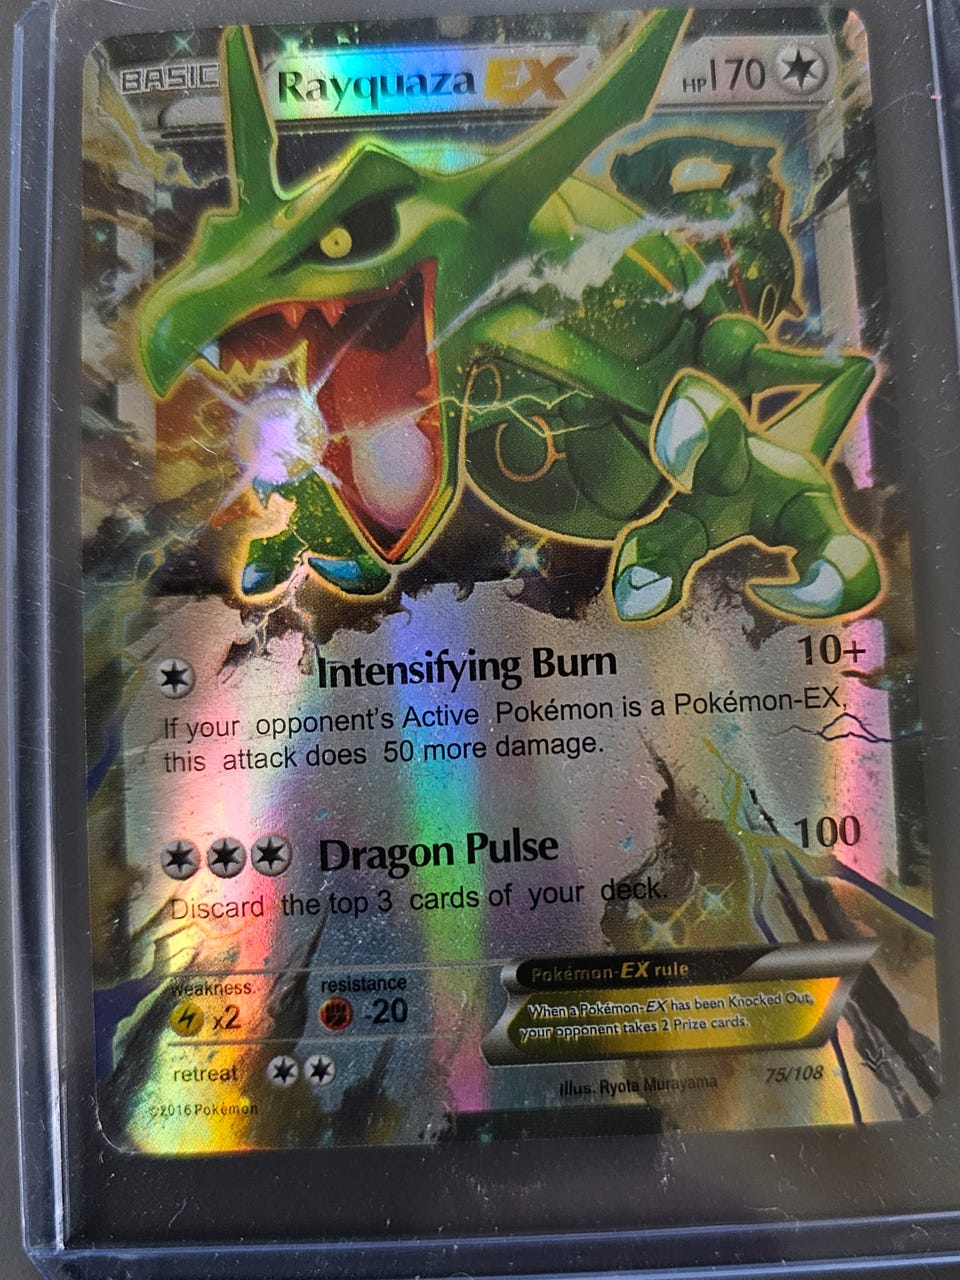 BASIC Rayquaza EX HP170
Intensifying Burn 10+
If your opponent's Active Pokémon is a Pokémon-EX,
this attack does 50 more damage.
Dragon Pulse 100
Discard the top 3 cards of your deck.
Pokémon-EX rule
When a Pokémon-EX has been Knocked Out,
your opponent takes 2 Prize cards.
weakness resistance
x2 -20
retreat
Illus. Ryota Murayama 75/108
©2016 Pokémon